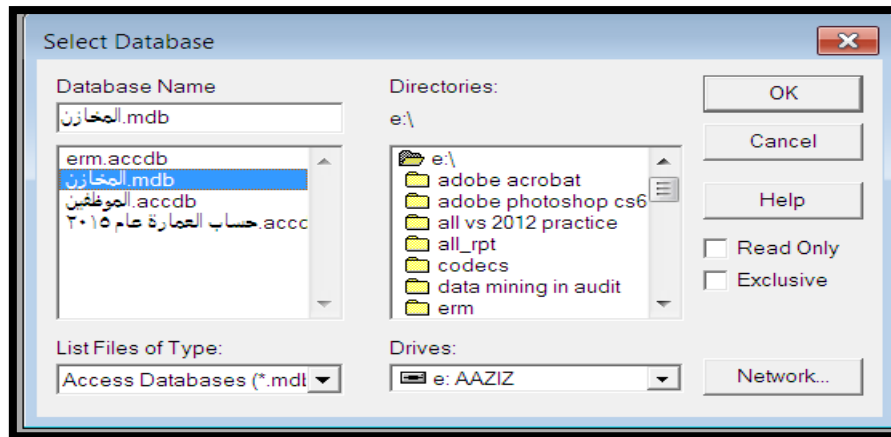 Select Database
Database Name
المخازن.mdb
erm.accdb
المخازن.mdb
الموظفين.accdb
حساب العمارة عام ٢٠١٥.accc
List Files of Type:
Access Databases (*.mdb
Directories:
e:\
e:\
adobe acrobat
adobe photoshop cs6
all vs 2012 practice
all_rpt
codecs
data mining in audit
erm
Drives:
e: AAZIZ
OK
Cancel
Help
Read Only
Exclusive
Network...